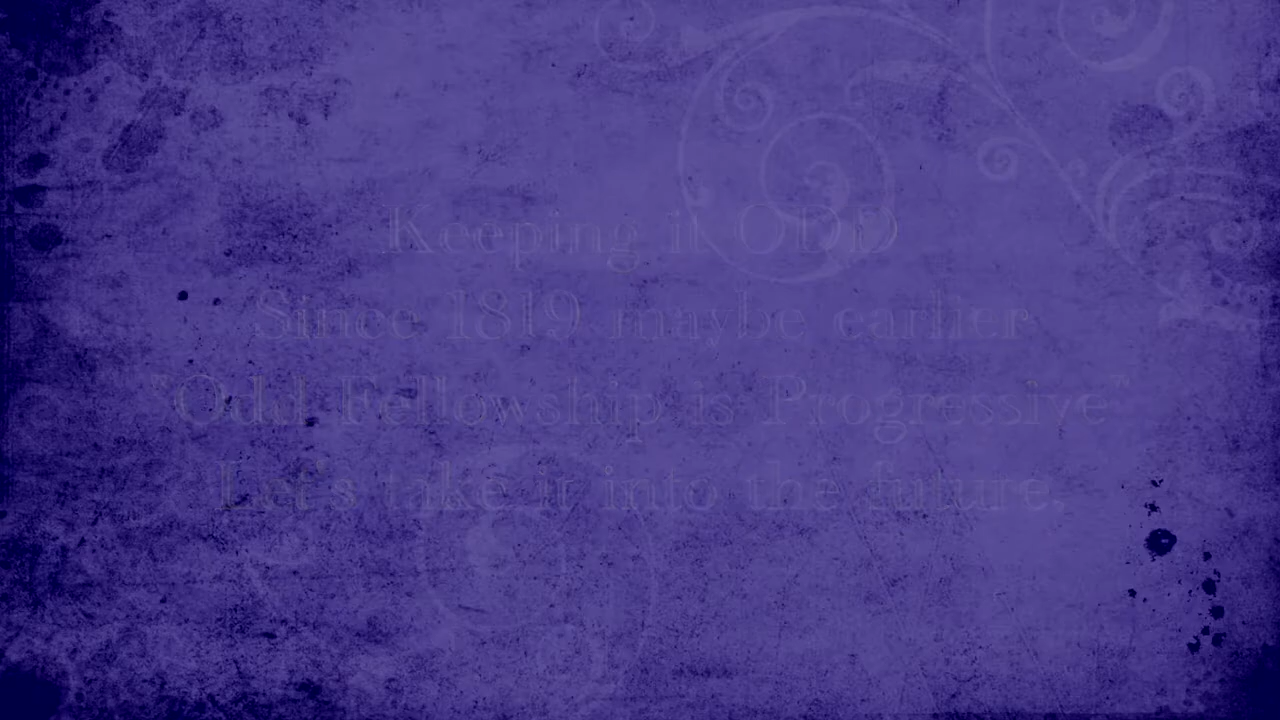 Keeping it ODD
Since 1819 maybe earlier
"Odd Fellowship is Progressive"
Let's take it into the future.